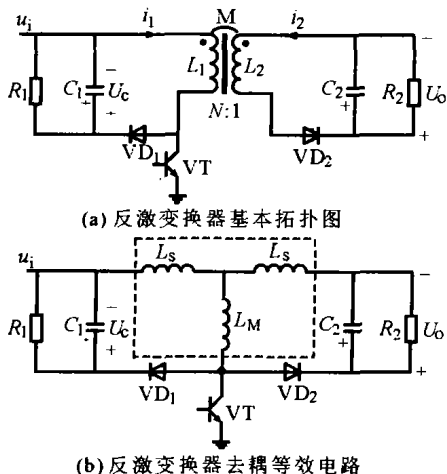 u_i i_1 M i_2
R_1 C_1 U_c L_1 L_2 C_2 R_2 U_o
− + + − + − +
N:1
VD_1 VD_2
VT
(a) 反激变换器基本拓扑图
u_i L_S L_S
R_1 C_1 U_c L_M C_2 R_2 U_o
− + + − + − +
VD_1 VD_2
VT
(b) 反激变换器去耦等效电路